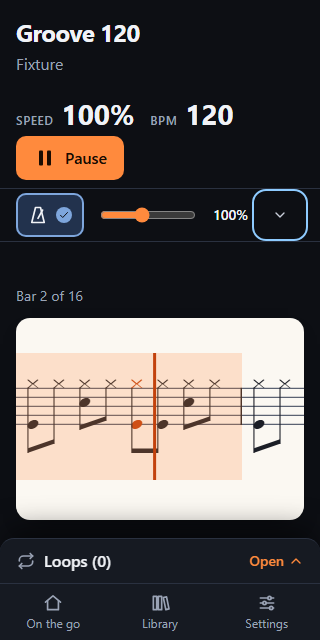 Groove 120
Fixture
SPEED 100% BPM 120
Pause
100%
Bar 2 of 16
Loops (0) Open
On the go Library Settings